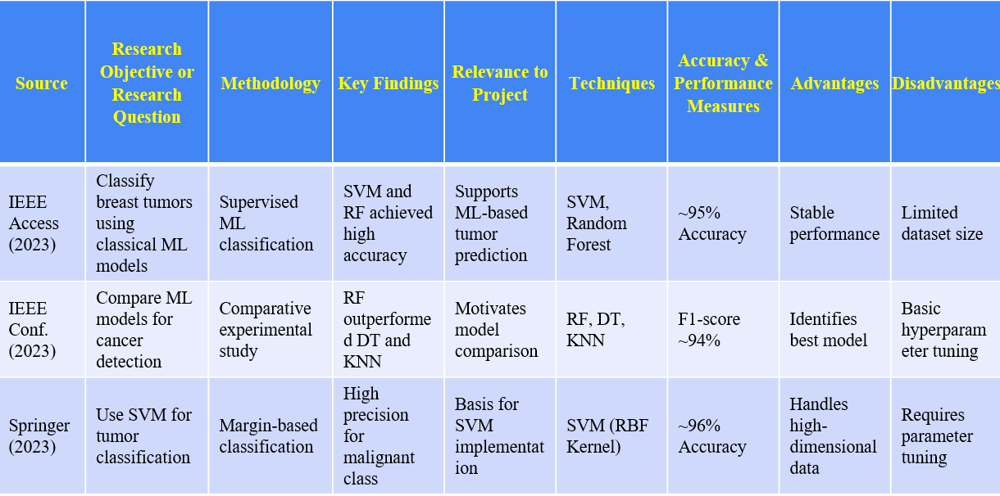 Source
Research
Objective or
Research
Question
Methodology
Key Findings
Relevance to
Project
Techniques
Accuracy &
Performance
Measures
Advantages
Disadvantages
IEEE
Access
(2023)
Classify
breast tumors
using
classical ML
models
Supervised
ML
classification
SVM and
RF achieved
high
accuracy
Supports
ML-based
tumor
prediction
SVM,
Random
Forest
~95%
Accuracy
Stable
performance
Limited
dataset size
IEEE
Conf.
(2023)
Compare ML
models for
cancer
detection
Comparative
experimental
study
RF
outperforme
d DT and
KNN
Motivates
model
comparison
RF, DT,
KNN
F1-score
~94%
Identifies
best model
Basic
hyperparam
eter tuning
Springer
(2023)
Use SVM for
tumor
classification
Margin-based
classification
High
precision
for
malignant
class
Basis for
SVM
implementat
ion
SVM (RBF
Kernel)
~96%
Accuracy
Handles
high-
dimensional
data
Requires
parameter
tuning